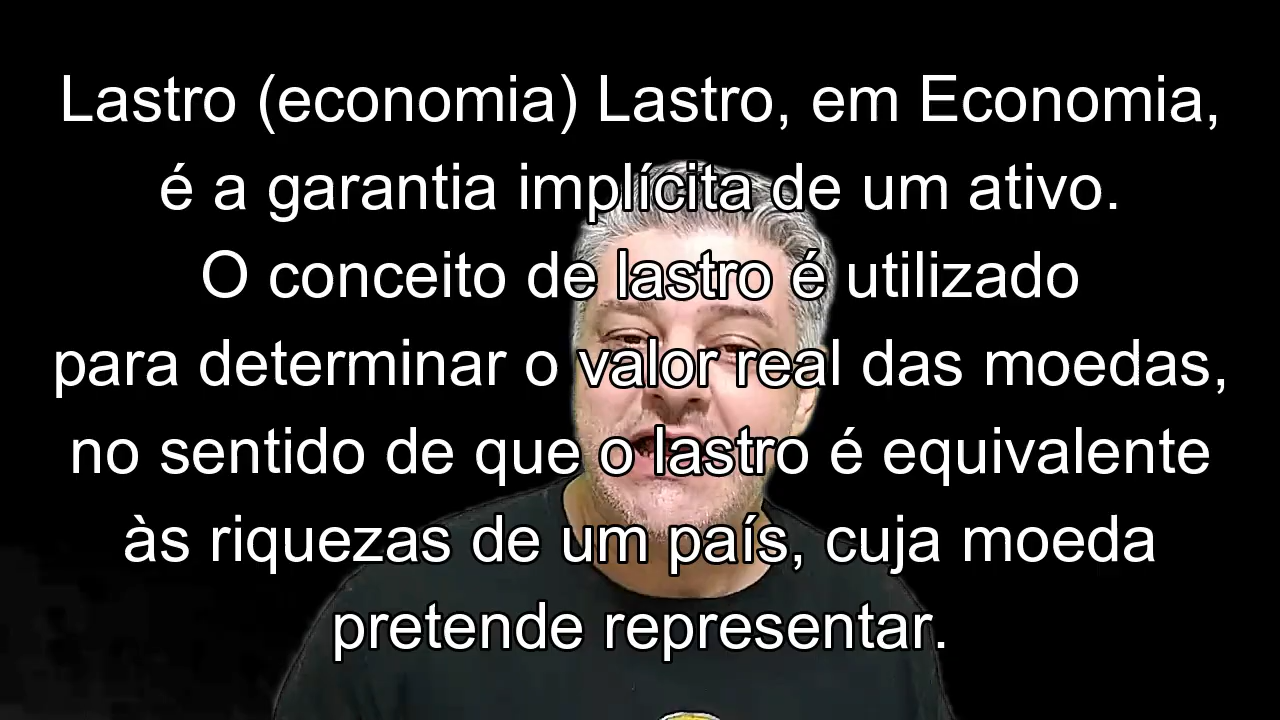 Lastro (economia) Lastro, em Economia,
é a garantia implícita de um ativo.
O conceito de lastro é utilizado
para determinar o valor real das moedas,
no sentido de que o lastro é equivalente
às riquezas de um país, cuja moeda
pretende representar.